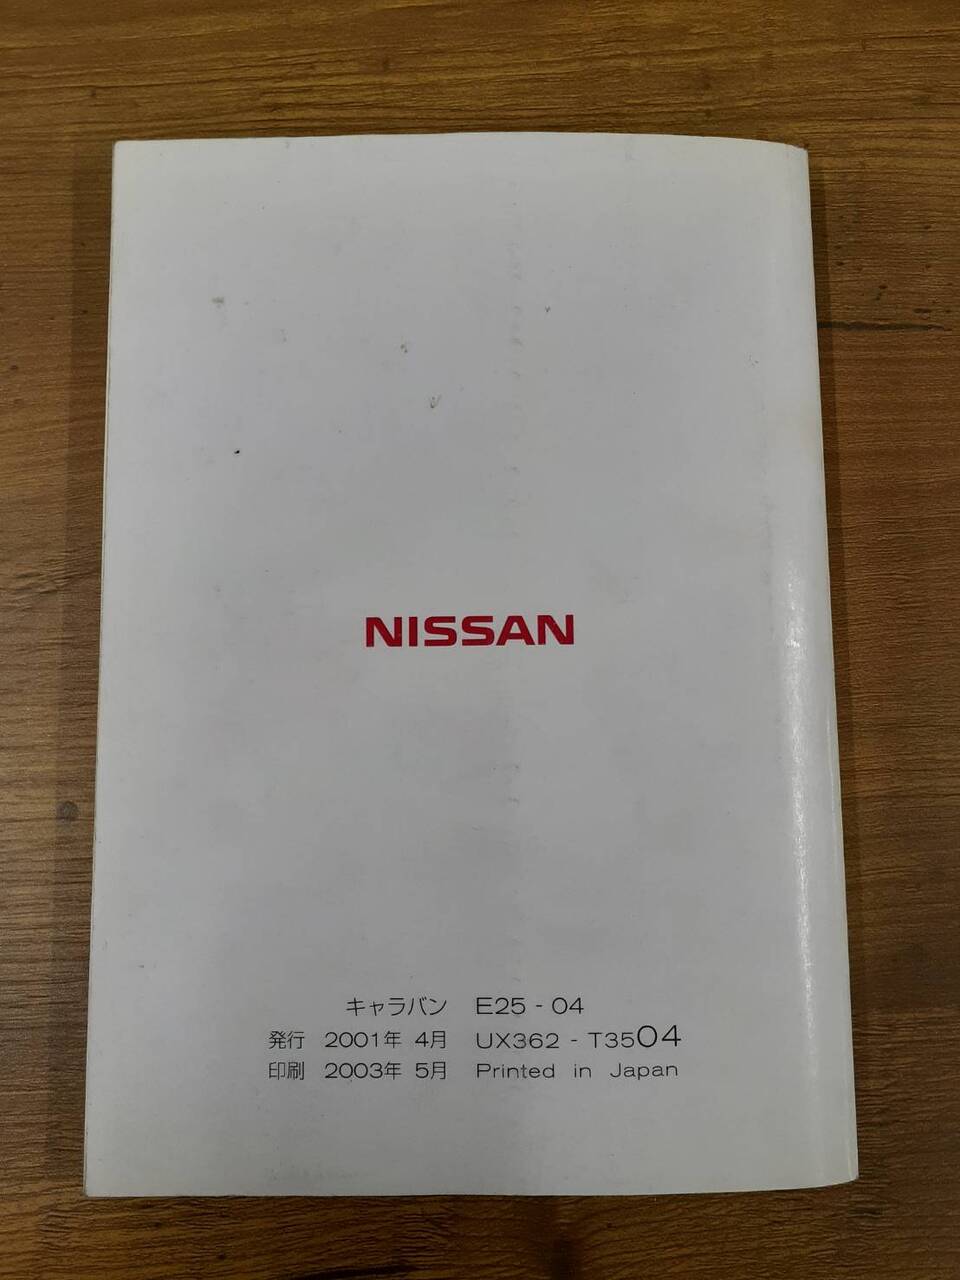 NISSAN
キャラバン E25 - 04
発行 2001年 4月 UX362 - T3504
印刷 2003年 5月 Printed in Japan